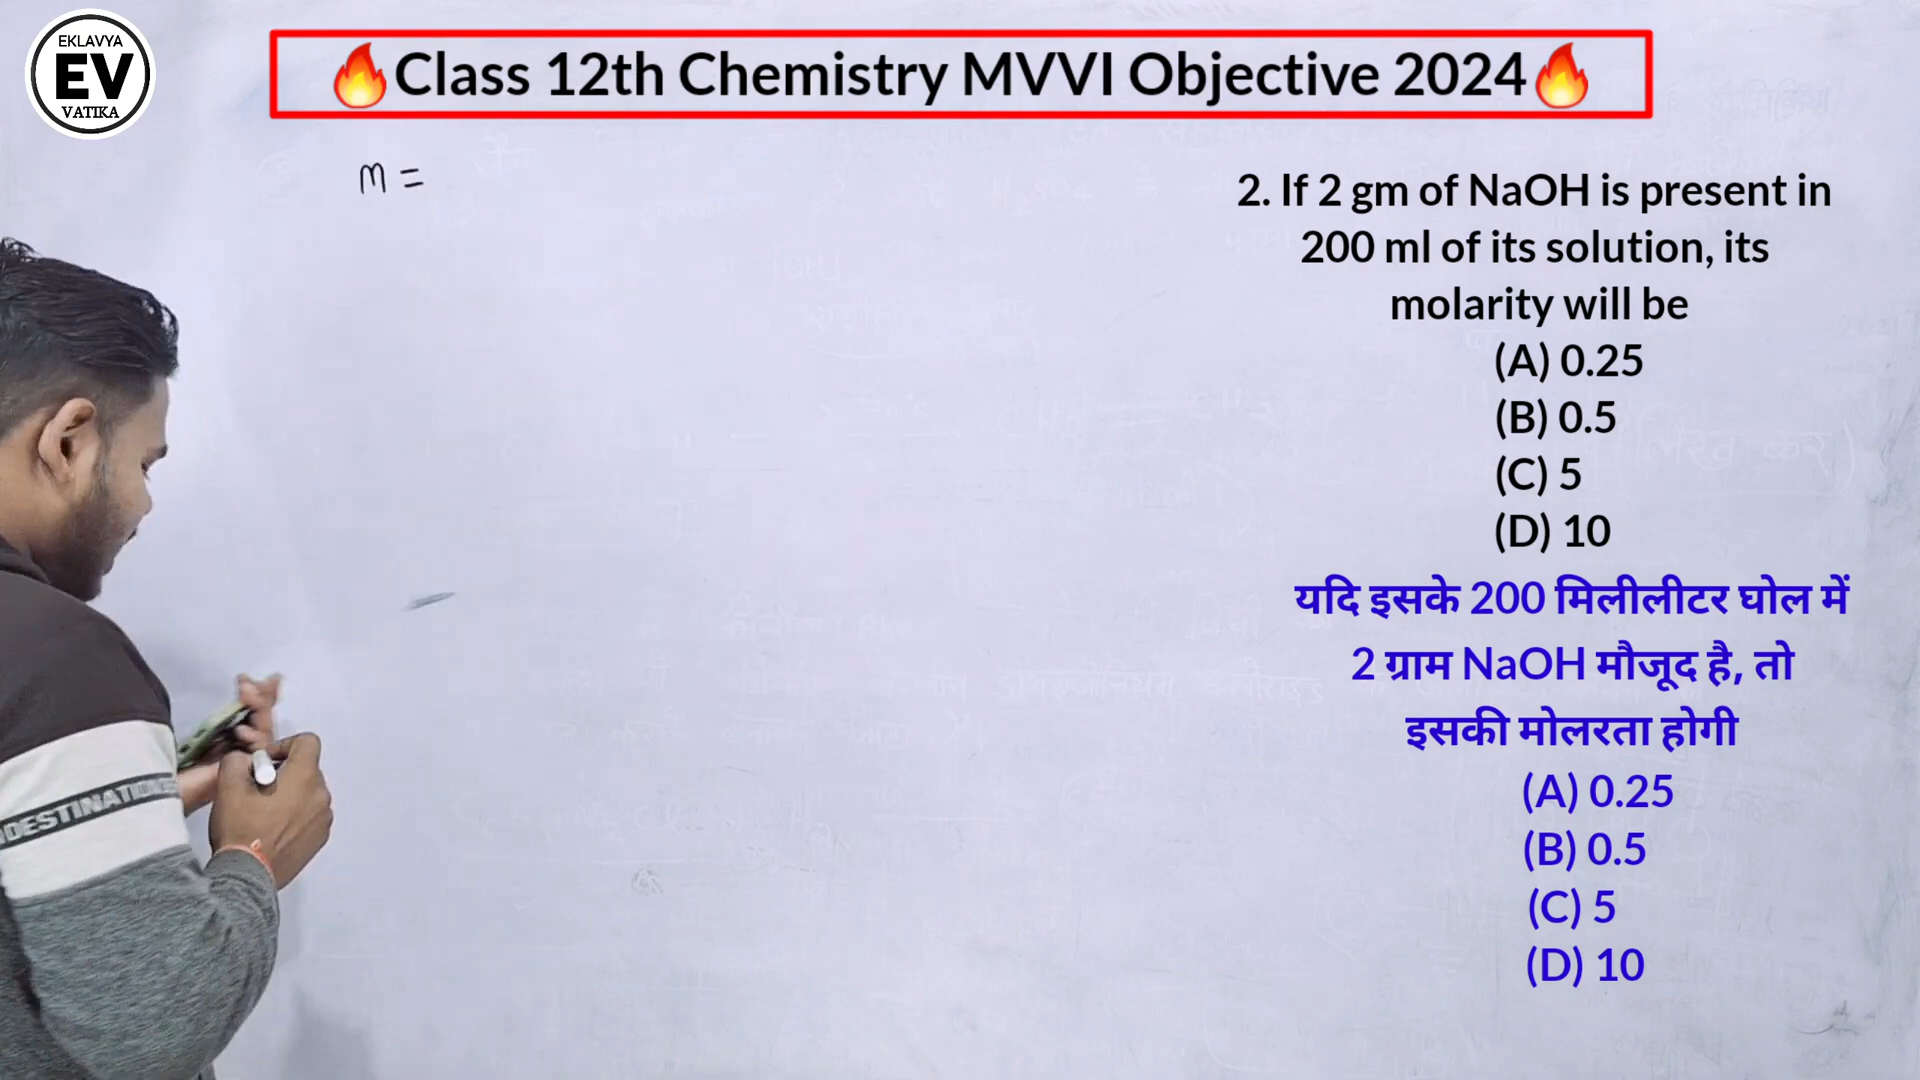 EKLAVYA
EV
VATIKA
🔥Class 12th Chemistry MVVI Objective 2024🔥
M =
2. If 2 gm of NaOH is present in
200 ml of its solution, its
molarity will be
(A) 0.25
(B) 0.5
(C) 5
(D) 10
यदि इसके 200 मिलीलीटर घोल में
2 ग्राम NaOH मौजूद है, तो
इसकी मोलरता होगी
(A) 0.25
(B) 0.5
(C) 5
(D) 10
DESTINAT